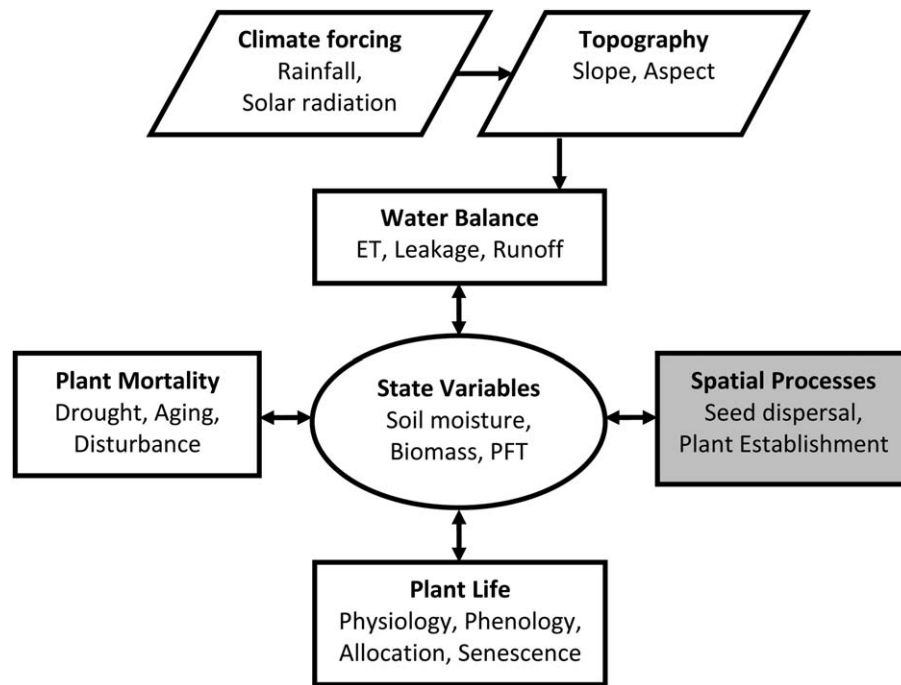 Climate forcing
Rainfall,
Solar radiation
Topography
Slope, Aspect
Water Balance
ET, Leakage, Runoff
Plant Mortality
Drought, Aging,
Disturbance
State Variables
Soil moisture,
Biomass, PFT
Spatial Processes
Seed dispersal,
Plant Establishment
Plant Life
Physiology, Phenology,
Allocation, Senescence